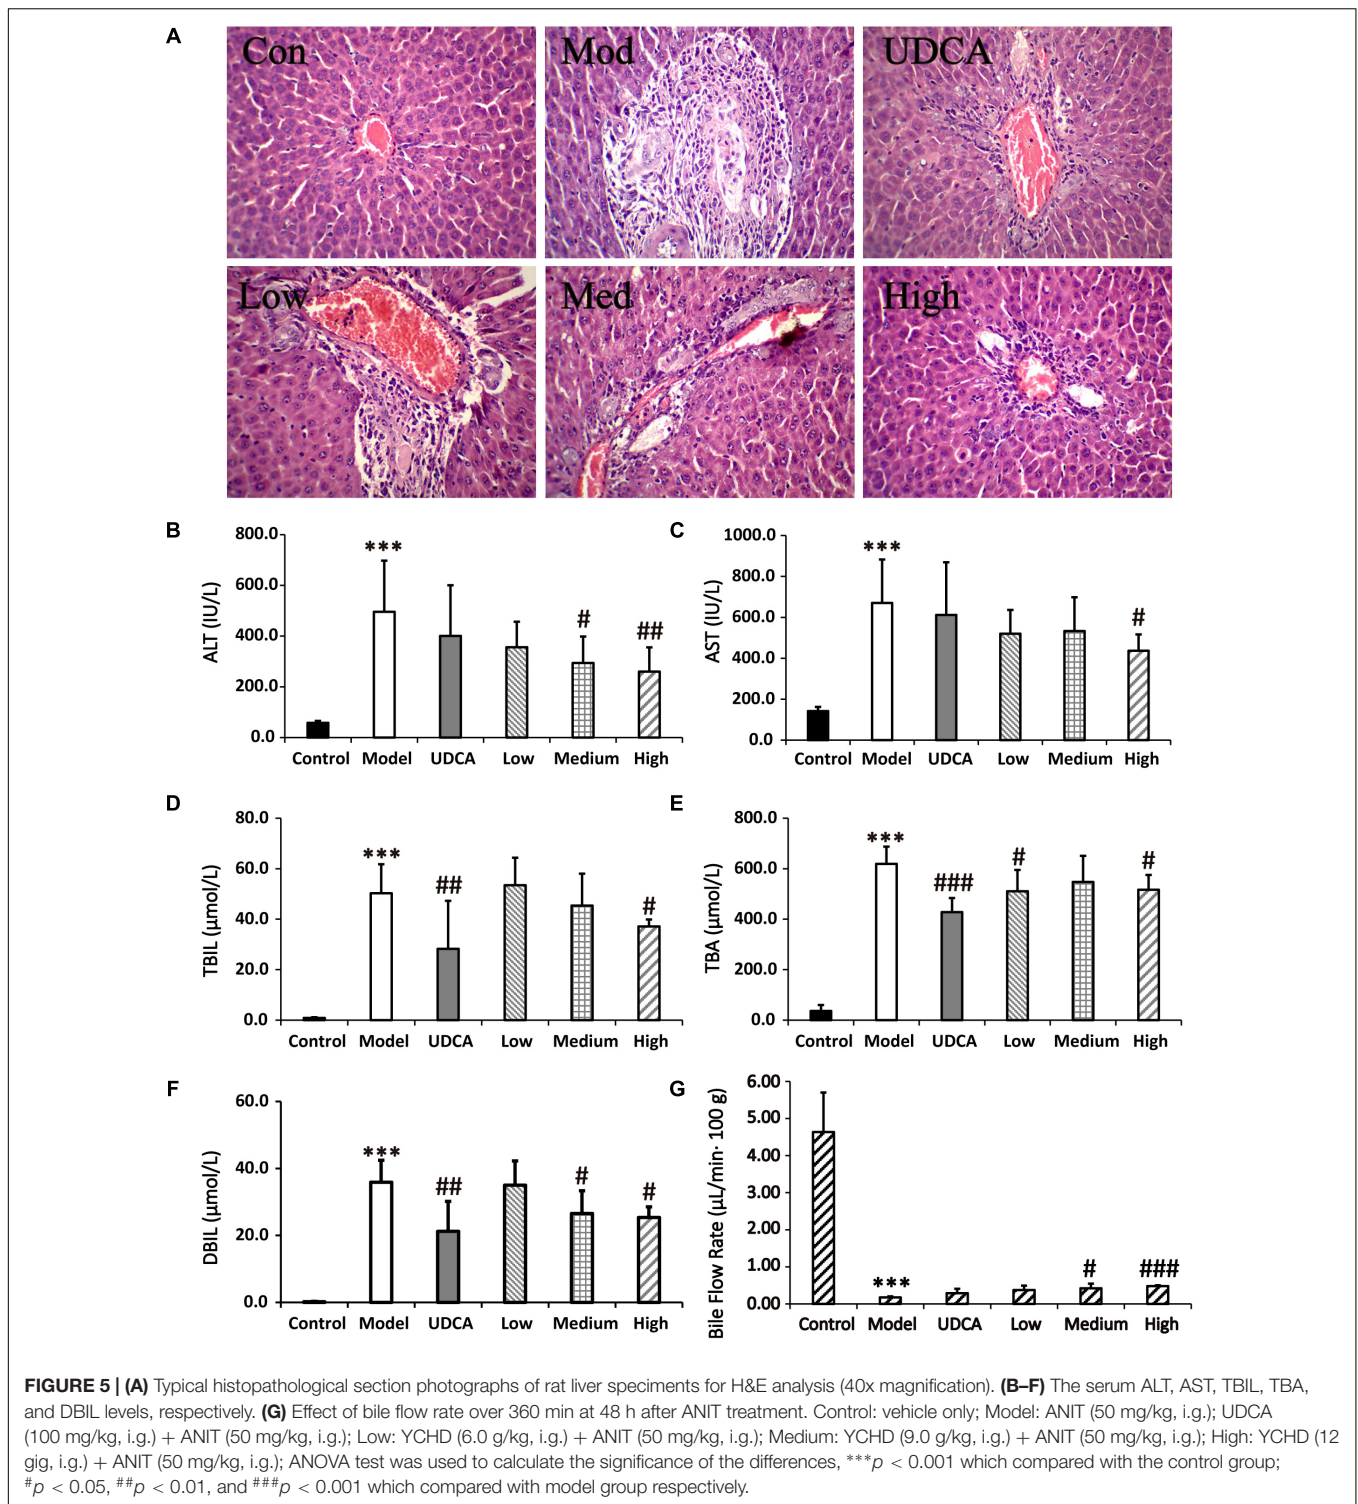 A
Con
Mod
UDCA
Low
Med
High
B
800.0
600.0
400.0
200.0
0.0
ALT (IU/L)
***
#
##
Control Model UDCA Low Medium High
C
1000.0
800.0
600.0
400.0
200.0
0.0
AST (IU/L)
***
#
Control Model UDCA Low Medium High
D
80.0
60.0
40.0
20.0
0.0
TBIL (µmol/L)
***
##
#
Control Model UDCA Low Medium High
E
800.0
600.0
400.0
200.0
0.0
TBA (µmol/L)
***
###
#
#
Control Model UDCA Low Medium High
F
60.0
40.0
20.0
0.0
DBIL (µmol/L)
***
##
#
#
Control Model UDCA Low Medium High
G
6.00
5.00
4.00
3.00
2.00
1.00
0.00
Bile Flow Rate (µL/min· 100 g)
***
#
###
Control Model UDCA Low Medium High
FIGURE 5 | (A) Typical histopathological section photographs of rat liver speciments for H&E analysis (40x magnification). (B–F) The serum ALT, AST, TBIL, TBA,
and DBIL levels, respectively. (G) Effect of bile flow rate over 360 min at 48 h after ANIT treatment. Control: vehicle only; Model: ANIT (50 mg/kg, i.g.); UDCA
(100 mg/kg, i.g.) + ANIT (50 mg/kg, i.g.); Low: YCHD (6.0 g/kg, i.g.) + ANIT (50 mg/kg, i.g.); Medium: YCHD (9.0 g/kg, i.g.) + ANIT (50 mg/kg, i.g.); High: YCHD (12
gig, i.g.) + ANIT (50 mg/kg, i.g.); ANOVA test was used to calculate the significance of the differences, ***p < 0.001 which compared with the control group;
#p < 0.05, ##p < 0.01, and ###p < 0.001 which compared with model group respectively.